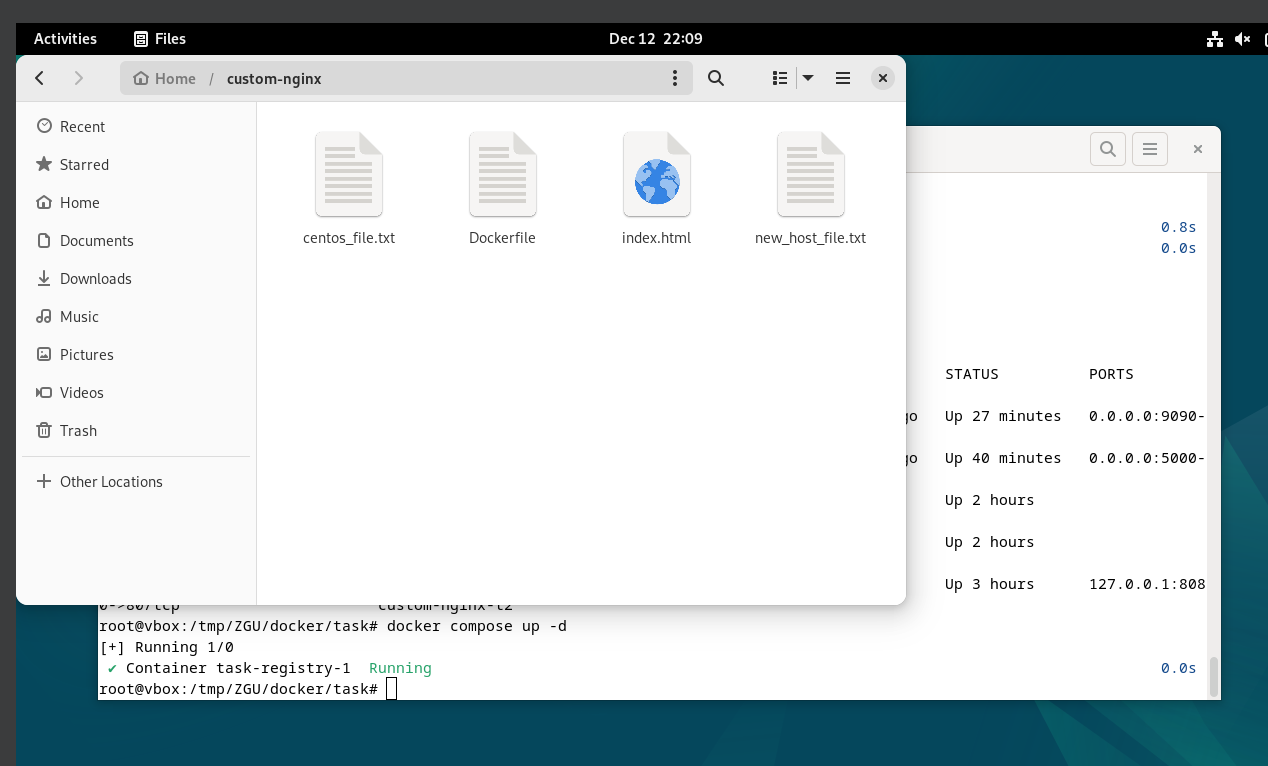 Activities Files Dec 12 22:09
Home / custom-nginx
Recent
Starred
Home
Documents
Downloads
Music
Pictures
Videos
Trash
Other Locations
centos_file.txt Dockerfile index.html new_host_file.txt
0.8s
0.0s
STATUS PORTS
go Up 27 minutes 0.0.0.0:9090-
go Up 40 minutes 0.0.0.0:5000-
Up 2 hours
Up 2 hours
Up 3 hours 127.0.0.1:808
0->80/tcp custom-nginx-t2
root@vbox:/tmp/ZGU/docker/task# docker compose up -d
[+] Running 1/0
✔ Container task-registry-1 Running 0.0s
root@vbox:/tmp/ZGU/docker/task#